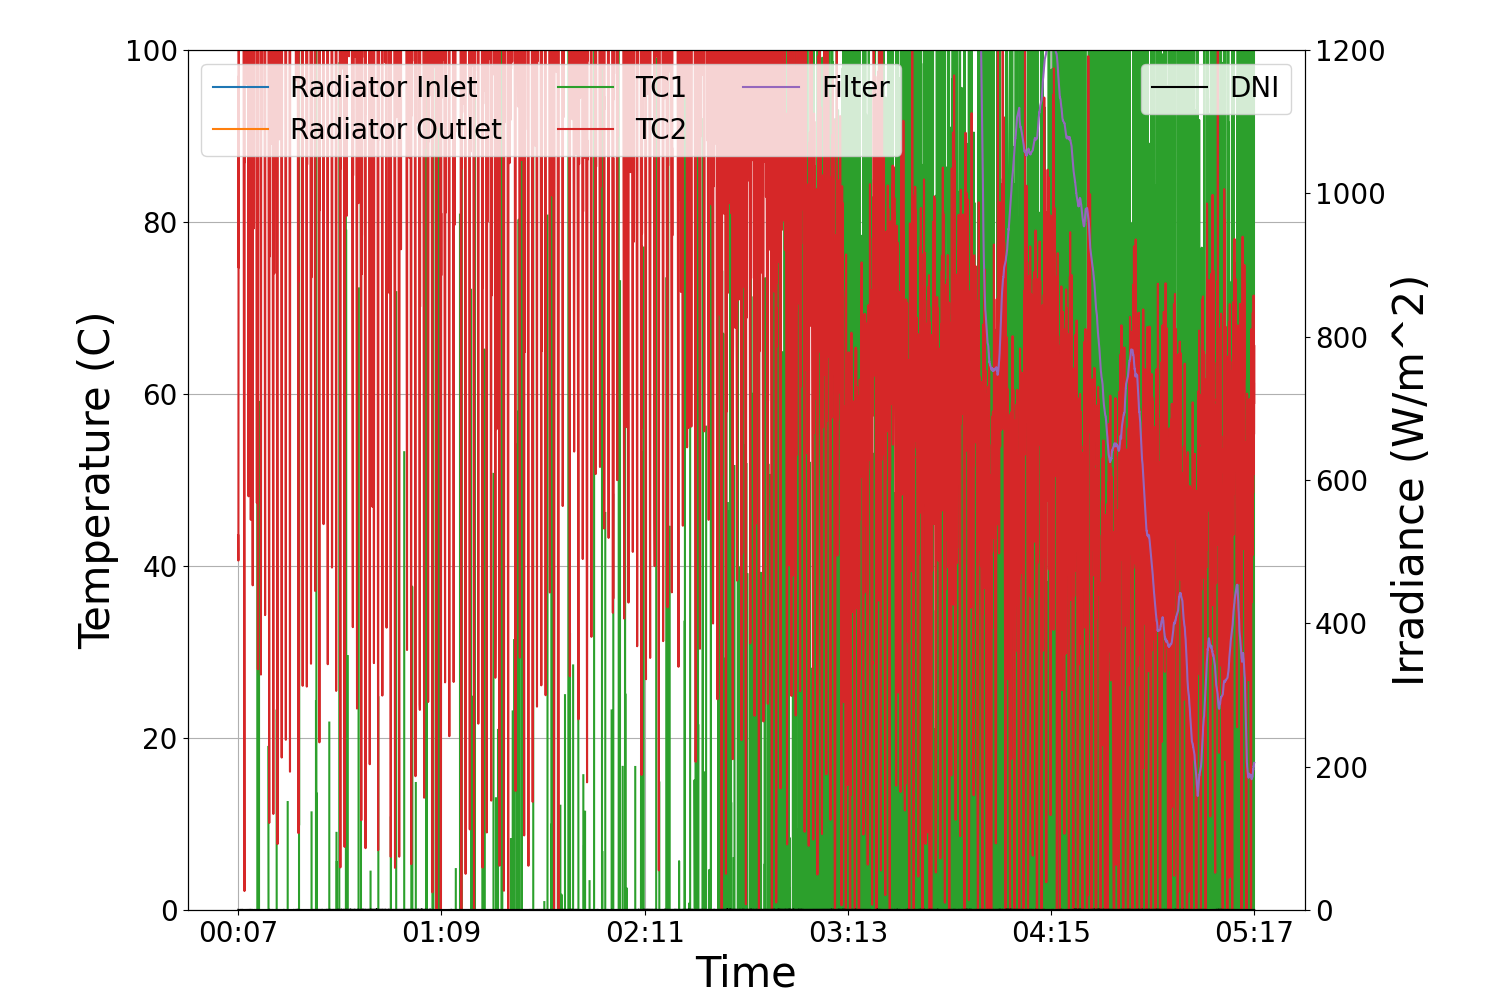 100
80
60
40
20
0
Temperature (C)
Radiator Inlet
Radiator Outlet
TC1
TC2
Filter
DNI
1200
1000
800
600
400
200
0
Irradiance (W/m^2)
00:07 01:09 02:11 03:13 04:15 05:17
Time